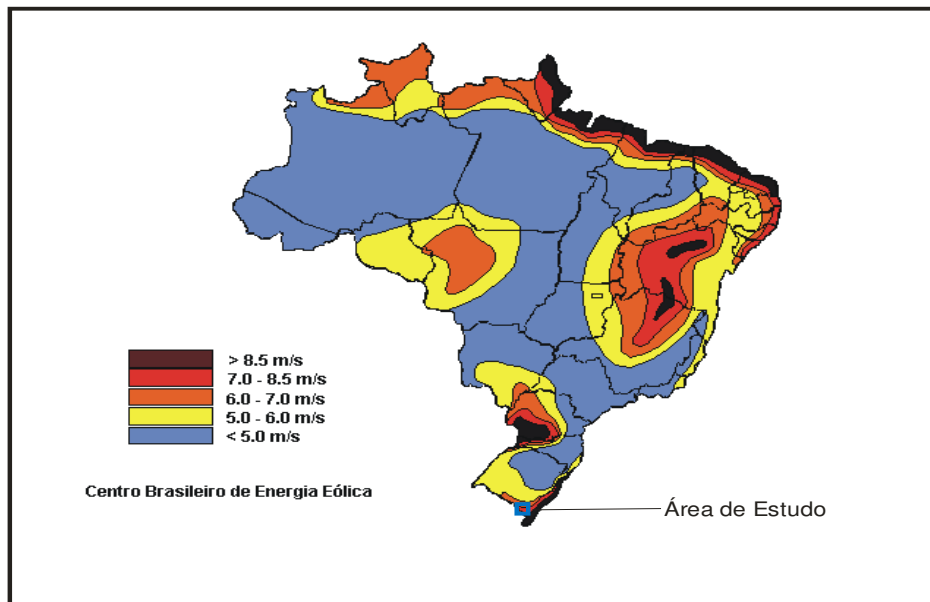 > 8.5 m/s
7.0 - 8.5 m/s
6.0 - 7.0 m/s
5.0 - 6.0 m/s
< 5.0 m/s
Centro Brasileiro de Energia Eólica
Área de Estudo